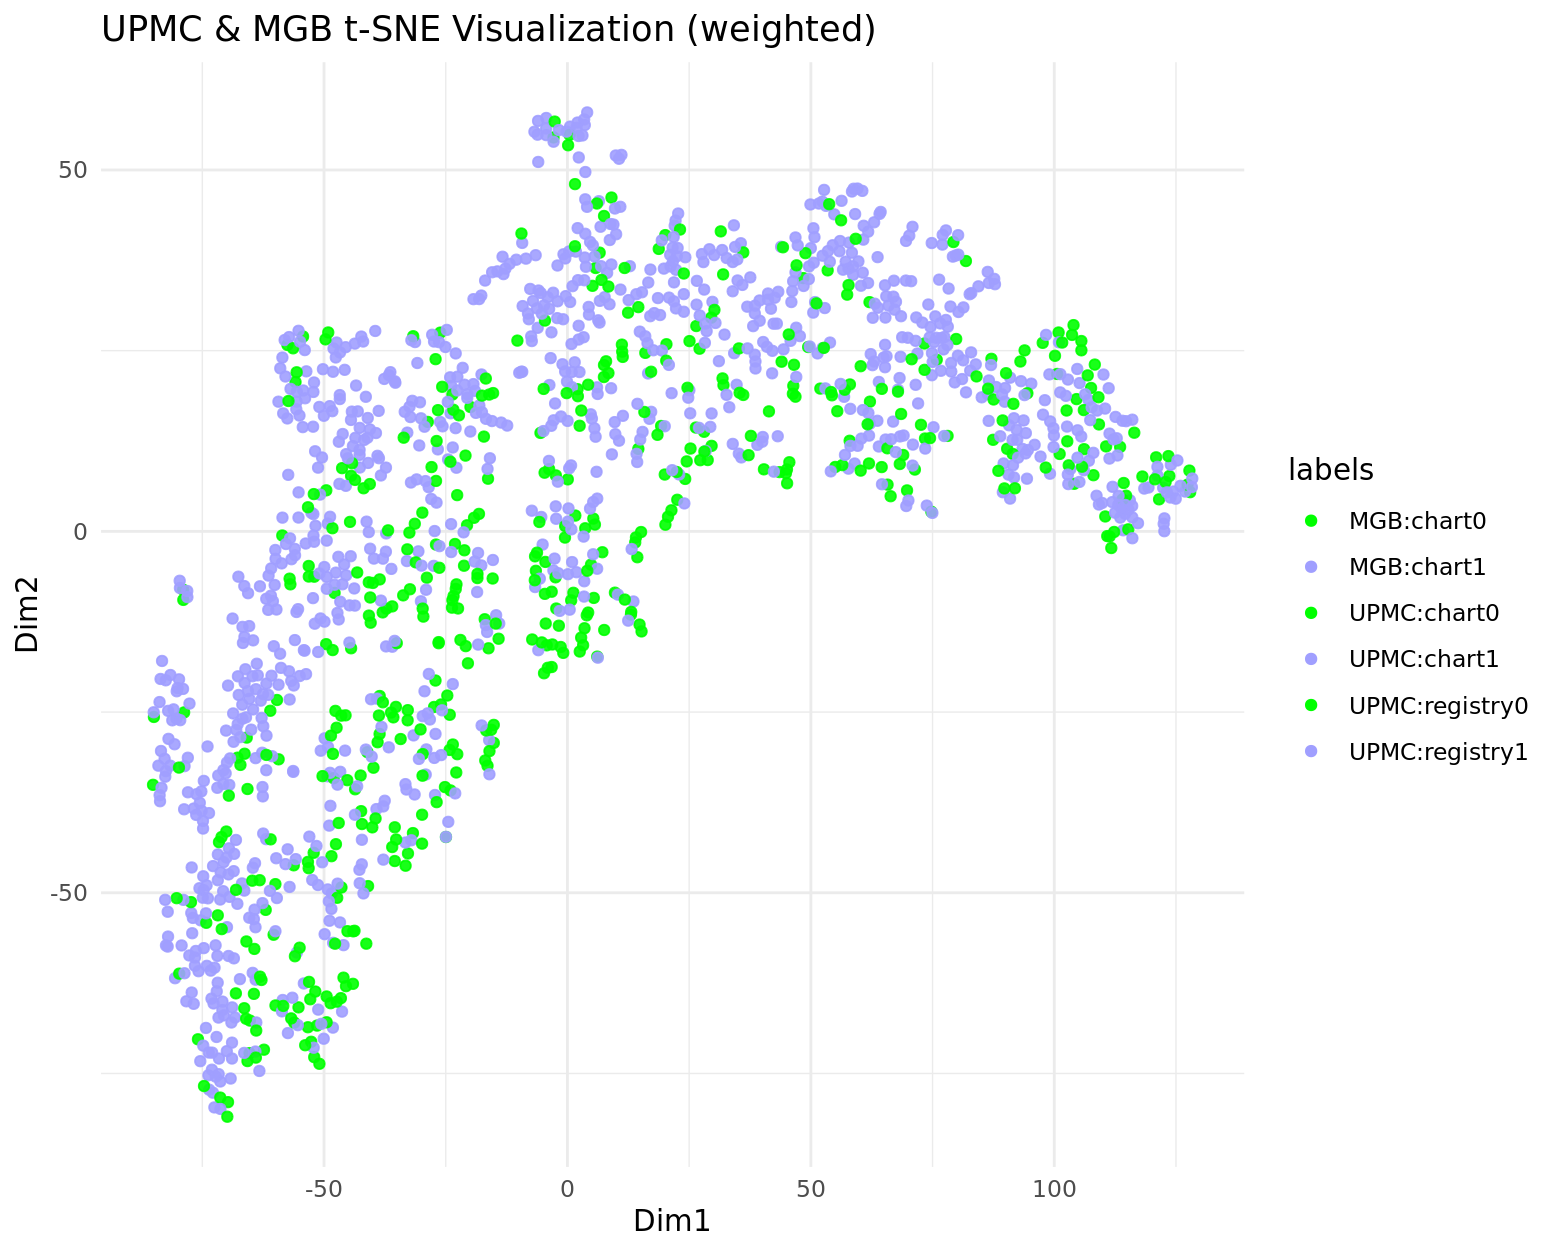 UPMC & MGB t-SNE Visualization (weighted)
50
0
-50
Dim2
-50
0
50
100
Dim1
labels
MGB:chart0
MGB:chart1
UPMC:chart0
UPMC:chart1
UPMC:registry0
UPMC:registry1